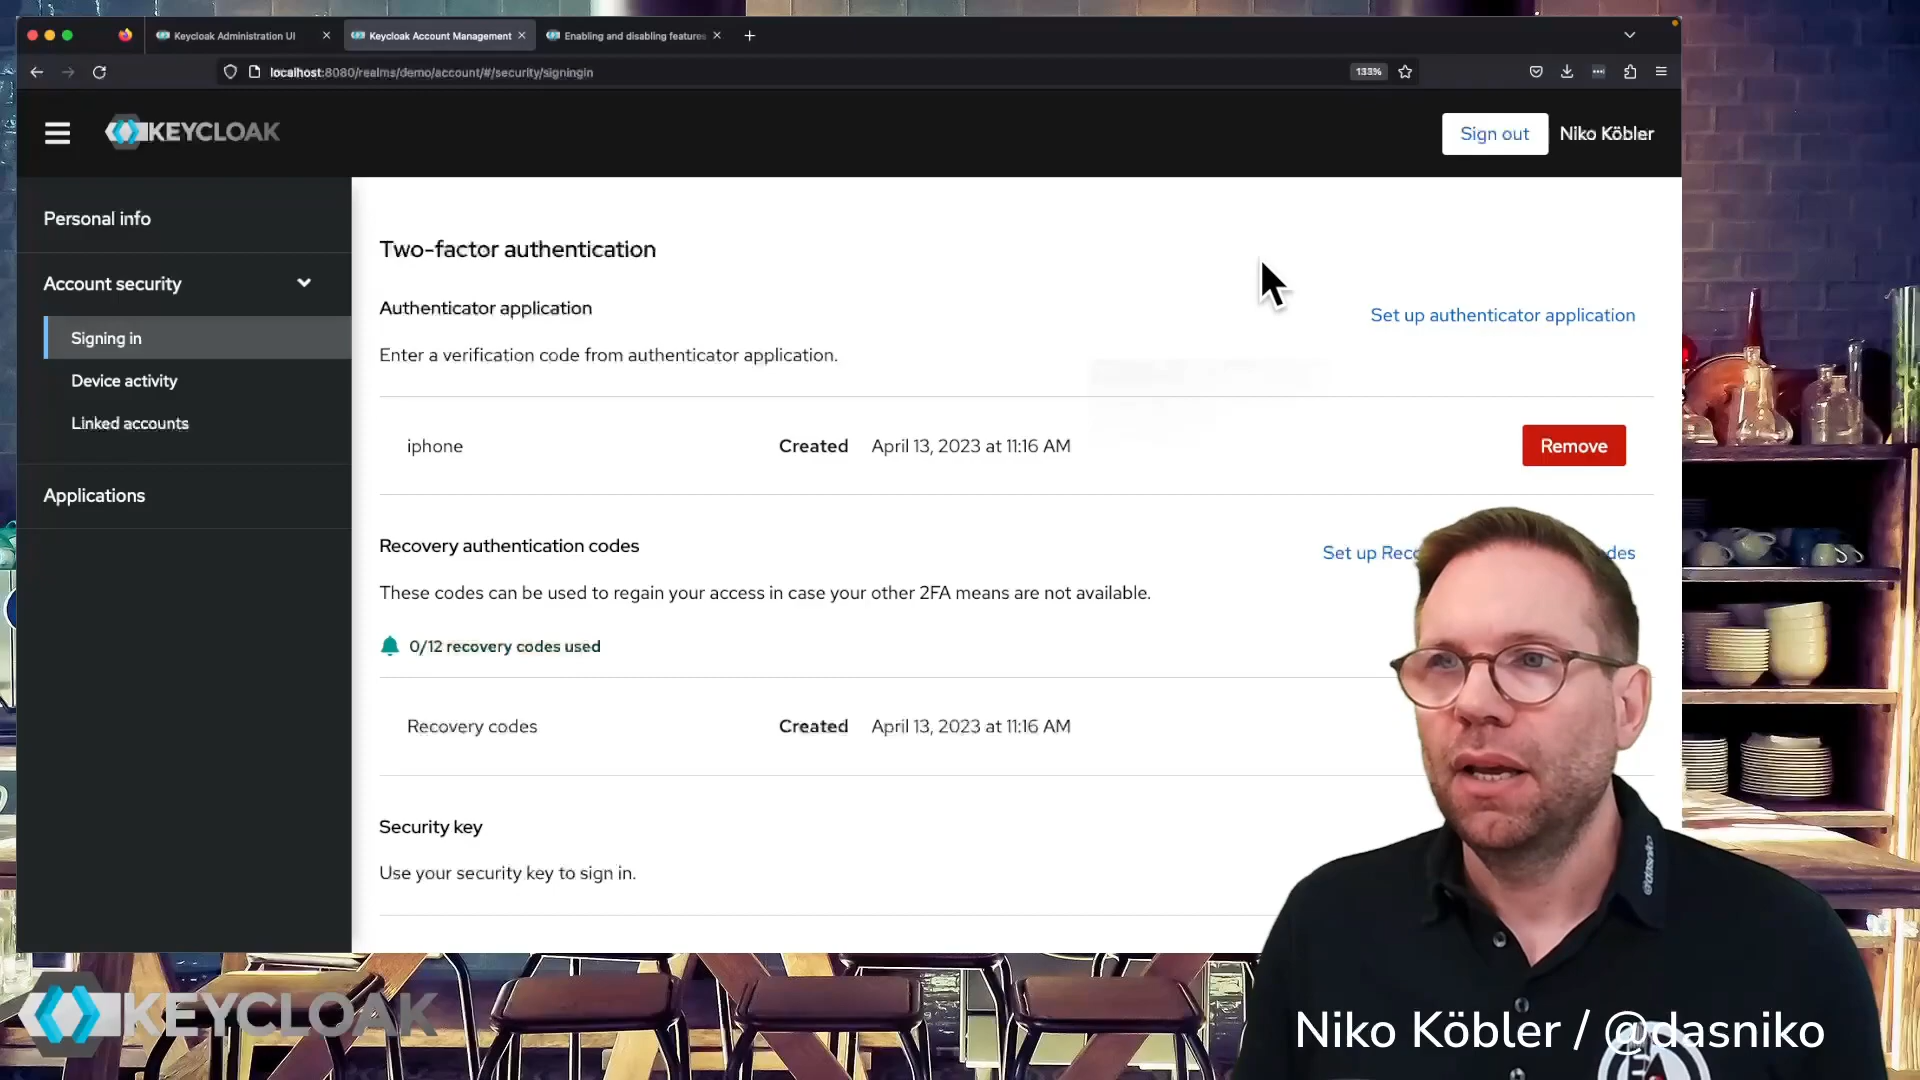 Keycloak Administration UI
Keycloak Account Management
Enabling and disabling features
localhost:8080/realms/demo/account/#/security/signingin
133%
KEYCLOAK
Sign out
Niko Köbler
Personal info
Account security
Signing in
Device activity
Linked accounts
Applications
Two-factor authentication
Authenticator application
Set up authenticator application
Enter a verification code from authenticator application.
iphone
Created
April 13, 2023 at 11:16 AM
Remove
Recovery authentication codes
Set up
These codes can be used to regain your access in case your other 2FA means are not available.
0/12 recovery codes used
Recovery codes
Created
April 13, 2023 at 11:16 AM
Security key
Use your security key to sign in.
@dasniko
KEYCLOAK
Niko Köbler / @dasniko